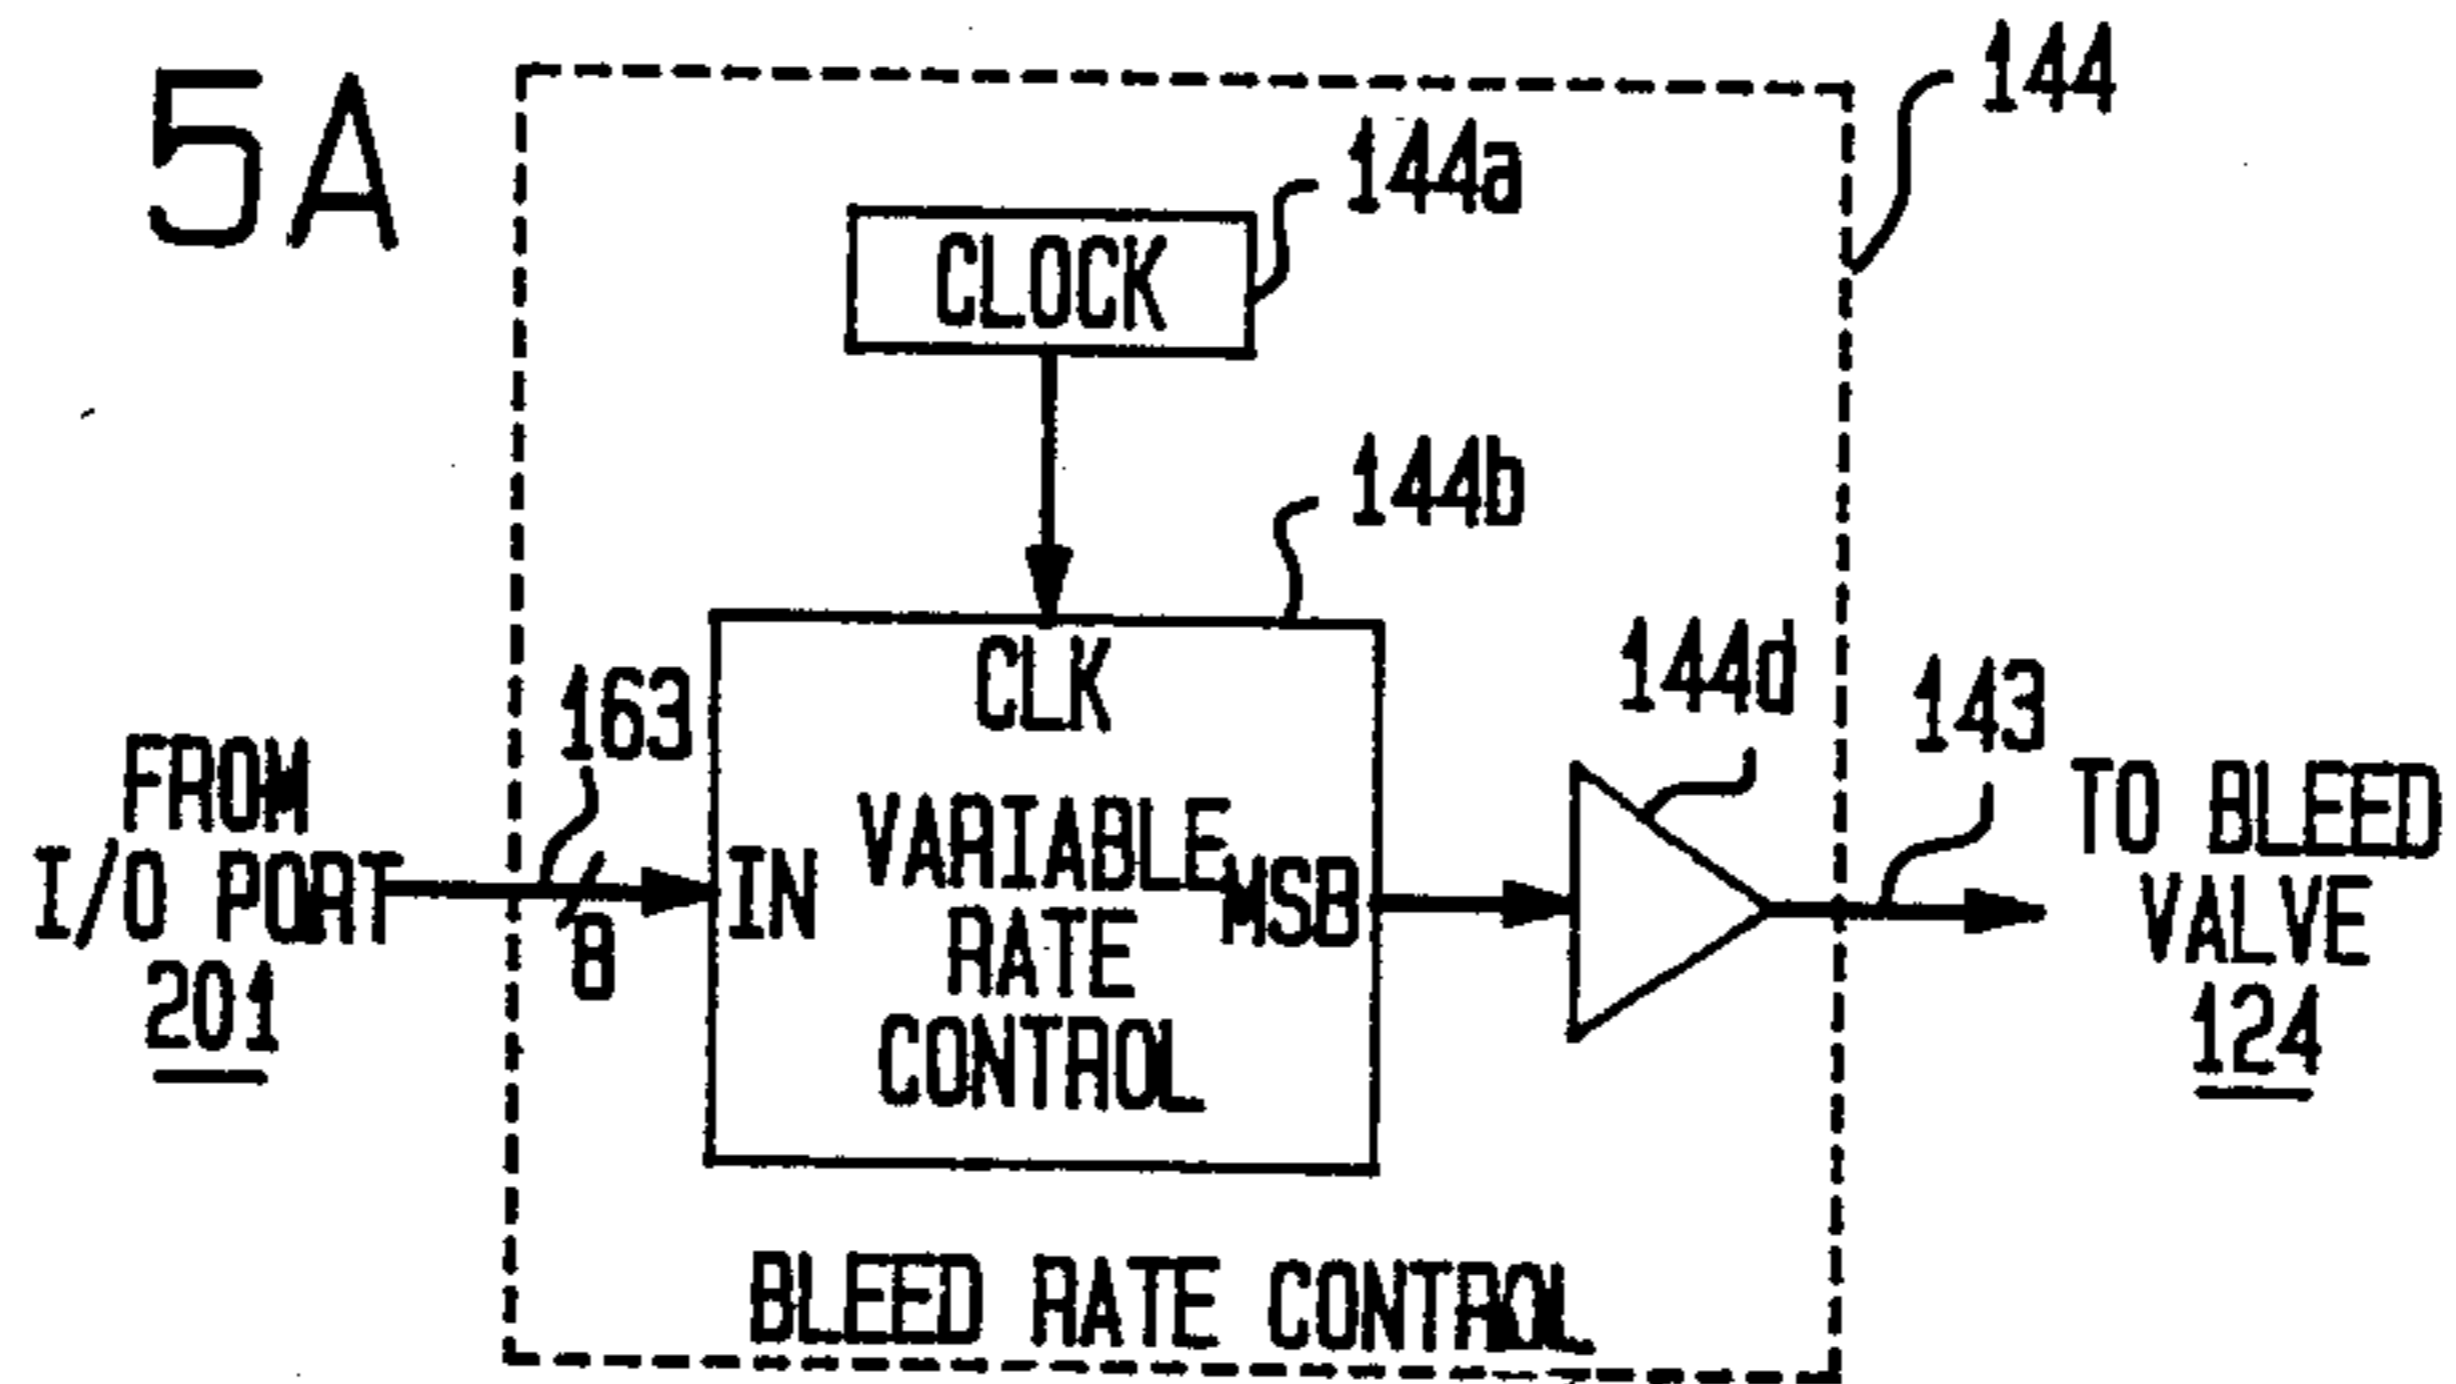 5A
144
144a
CLOCK
144b
CLK
144d
163
143
FROM
I/O PORT
201
8
IN
VARIABLE
RATE
CONTROL
MSB
TO BLEED
VALVE
124
BLEED RATE CONTROL